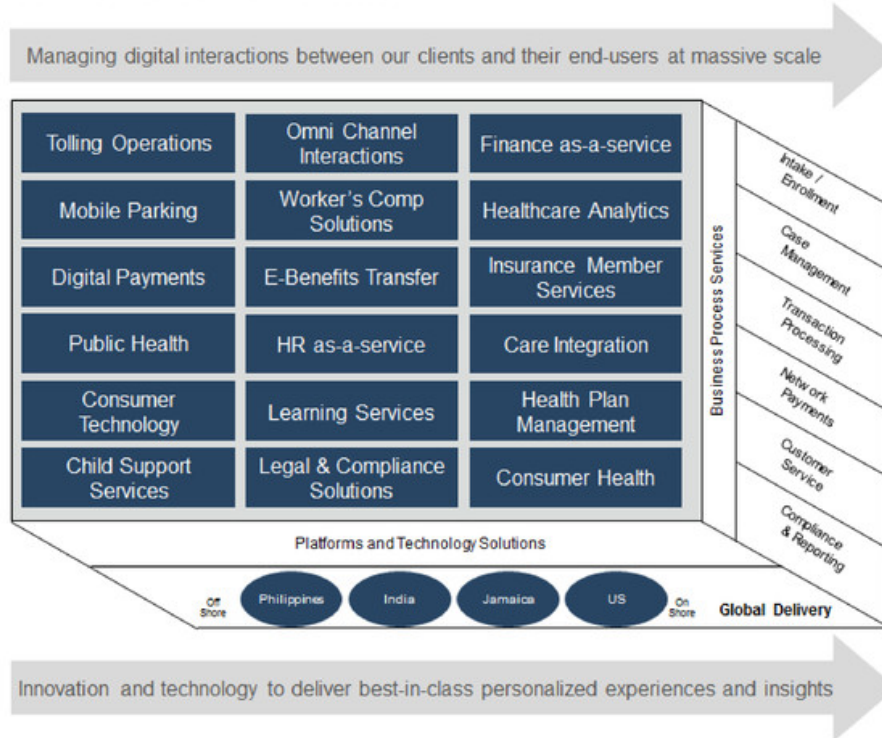 Managing digital interactions between our clients and their end-users at massive scale
Tolling Operations
Omni Channel
Interactions
Finance as-a-service
Mobile Parking
Worker's Comp
Solutions
Healthcare Analytics
Digital Payments
E-Benefits Transfer
Insurance Member
Services
Public Health
HR as-a-service
Care Integration
Consumer
Technology
Learning Services
Health Plan
Management
Child Support
Services
Legal & Compliance
Solutions
Consumer Health
Business Process Services
Intake /
Enrollment
Case
Management
Transaction
Processing
Network
Payments
Customer
Service
Compliance
& Reporting
Platforms and Technology Solutions
Off
Shore
Philippines
India
Jamaica
US
On
Shore
Global Delivery
Innovation and technology to deliver best-in-class personalized experiences and insights